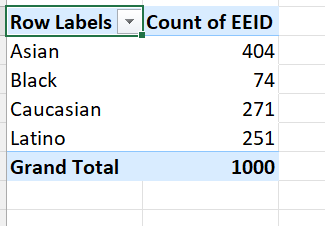 Row Labels Count of EEID
Asian 404
Black 74
Caucasian 271
Latino 251
Grand Total 1000